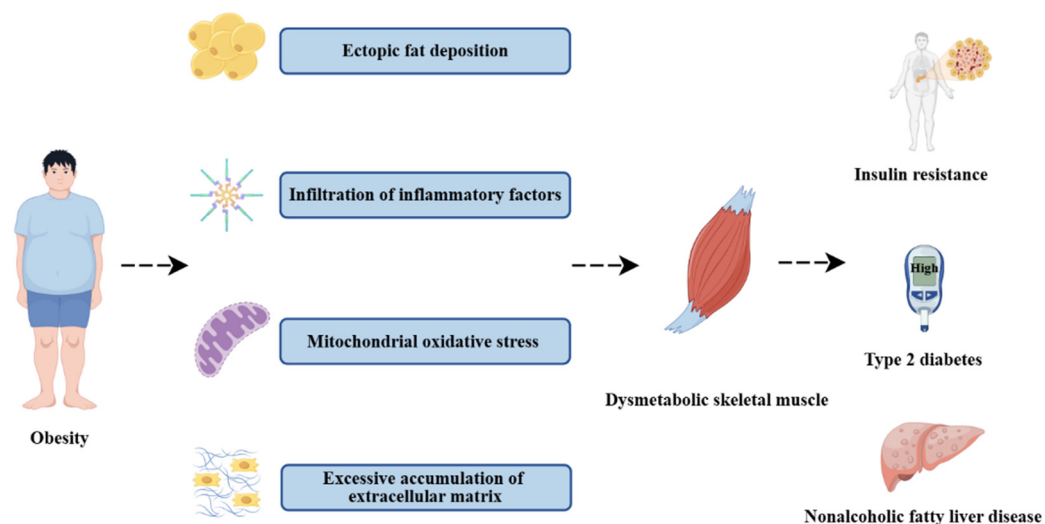 Ectopic fat deposition
Infiltration of inflammatory factors
Mitochondrial oxidative stress
Excessive accumulation of
extracellular matrix
Obesity
Dysmetabolic skeletal muscle
Insulin resistance
High
Type 2 diabetes
Nonalcoholic fatty liver disease